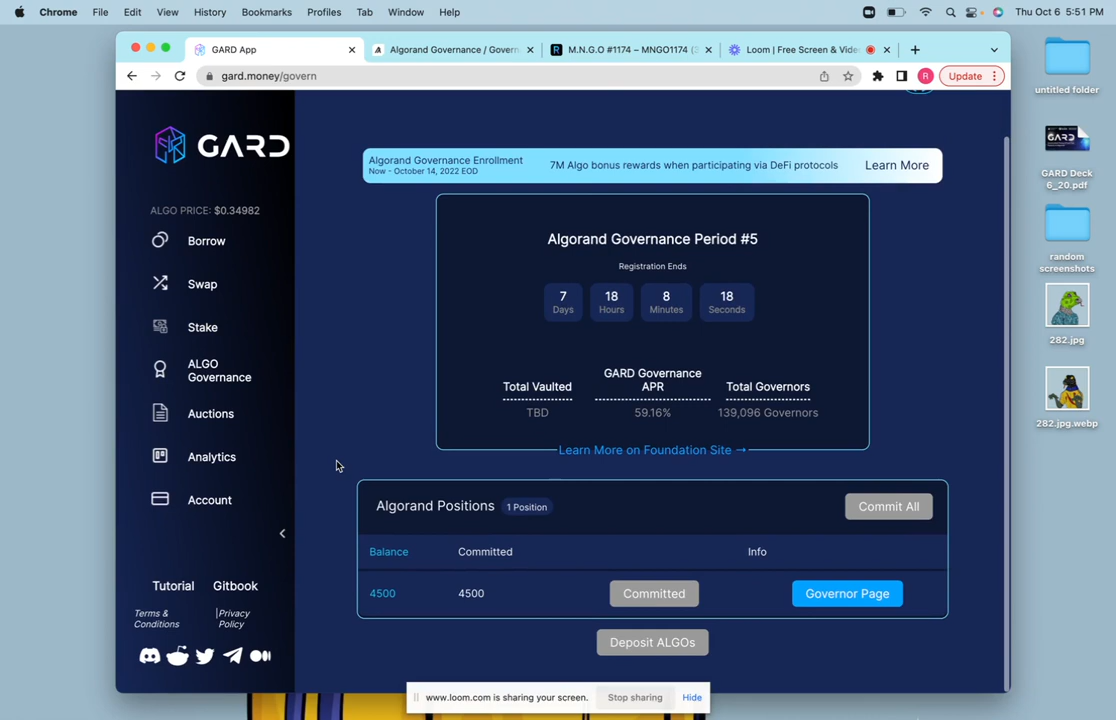 Chrome File Edit View History Bookmarks Profiles Tab Window Help Thu Oct 6 5:51 PM
GARD App Algorand Governance / Govern M.N.G.O #1174 – MNGO1174 (3 Loom | Free Screen & Vide
gard.money/govern R Update
GARD
ALGO PRICE: $0.34982
Borrow
Swap
Stake
ALGO
Governance
Auctions
Analytics
Account
Tutorial Gitbook
Terms &
Conditions
|Privacy
Policy
Algorand Governance Enrollment
Now - October 14, 2022 EOD
7M Algo bonus rewards when participating via DeFi protocols
Learn More
Algorand Governance Period #5
Registration Ends
7 18 8 18
Days Hours Minutes Seconds
Total Vaulted
TBD
GARD Governance
APR
59.16%
Total Governors
139,096 Governors
Learn More on Foundation Site →
Algorand Positions 1 Position Commit All
Balance Committed Info
4500 4500 Committed Governor Page
Deposit ALGOs
www.loom.com is sharing your screen. Stop sharing Hide
untitled folder
GARD Deck
6_20.pdf
random
screenshots
282.jpg
282.jpg.webp